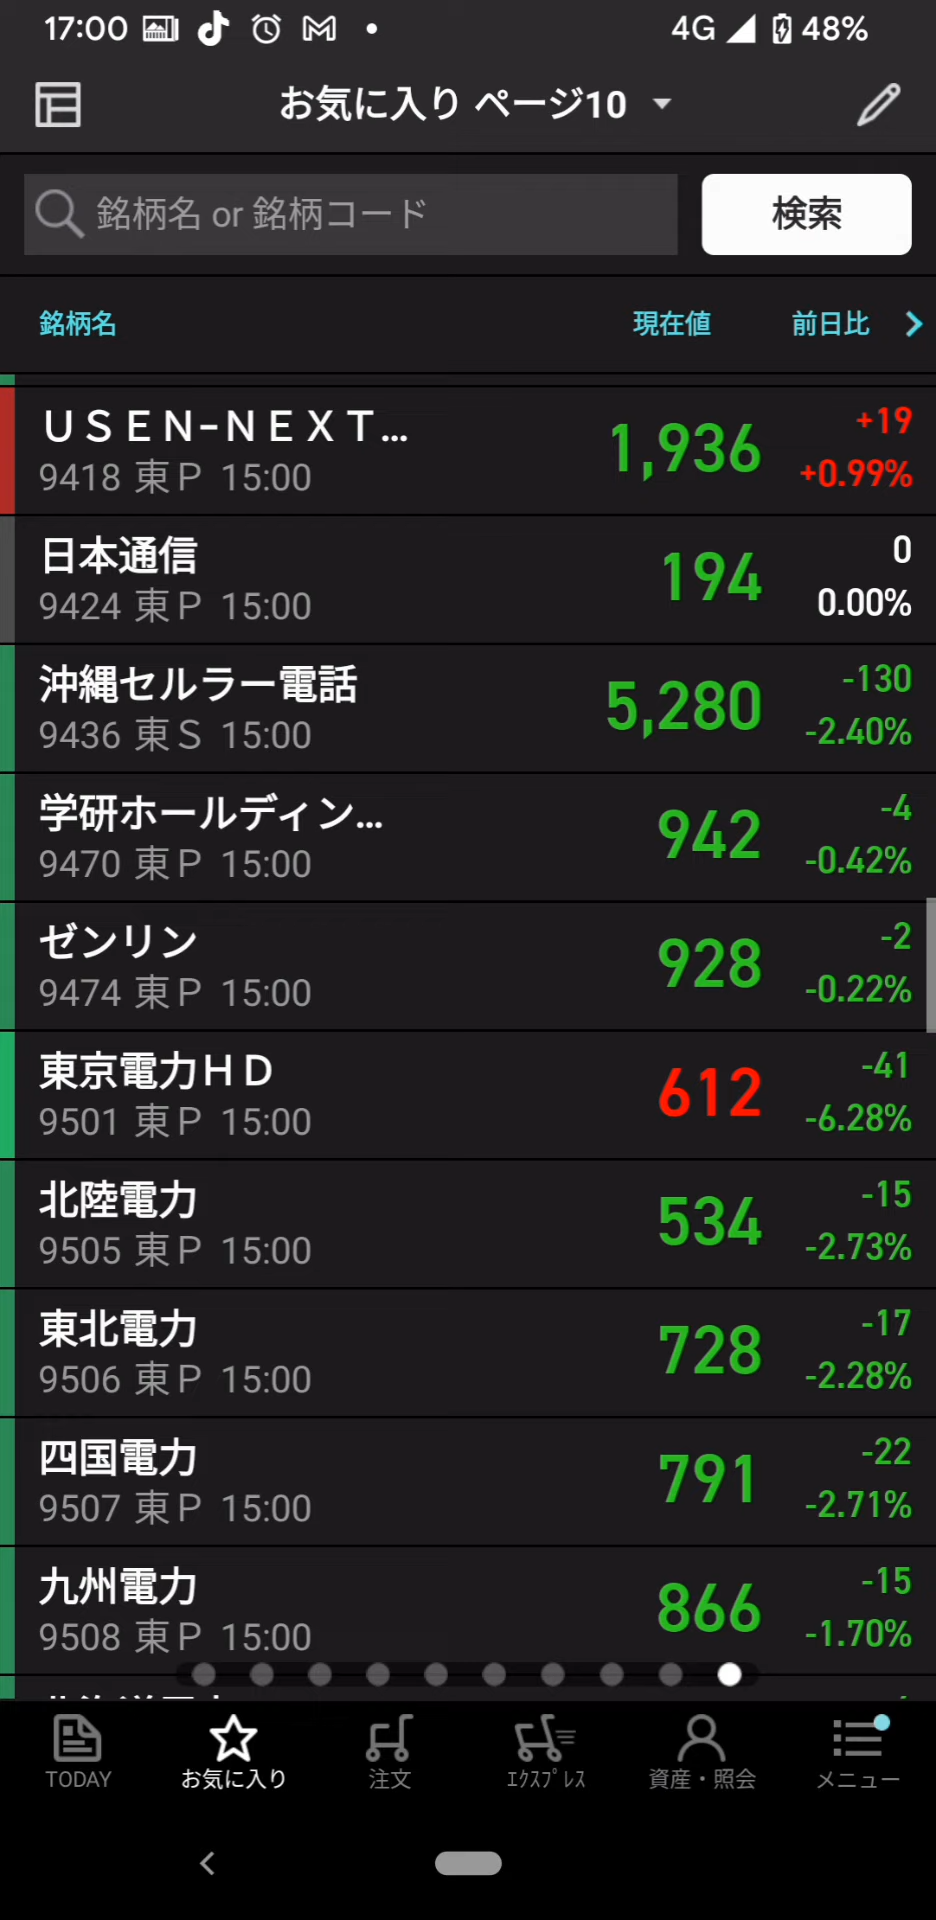 17:00 4G 48%
お気に入り ページ10
銘柄名 or 銘柄コード 検索
銘柄名 現在値 前日比
ＵＳＥＮ−ＮＥＸＴ... 1,936 +19
9418 東Ｐ 15:00 +0.99%
日本通信 194 0
9424 東Ｐ 15:00 0.00%
沖縄セルラー電話 5,280 -130
9436 東Ｓ 15:00 -2.40%
学研ホールディン... 942 -4
9470 東Ｐ 15:00 -0.42%
ゼンリン 928 -2
9474 東Ｐ 15:00 -0.22%
東京電力ＨＤ 612 -41
9501 東Ｐ 15:00 -6.28%
北陸電力 534 -15
9505 東Ｐ 15:00 -2.73%
東北電力 728 -17
9506 東Ｐ 15:00 -2.28%
四国電力 791 -22
9507 東Ｐ 15:00 -2.71%
九州電力 866 -15
9508 東Ｐ 15:00 -1.70%
TODAY お気に入り 注文 ｴｸｽﾌﾟﾚｽ 資産・照会 メニュー